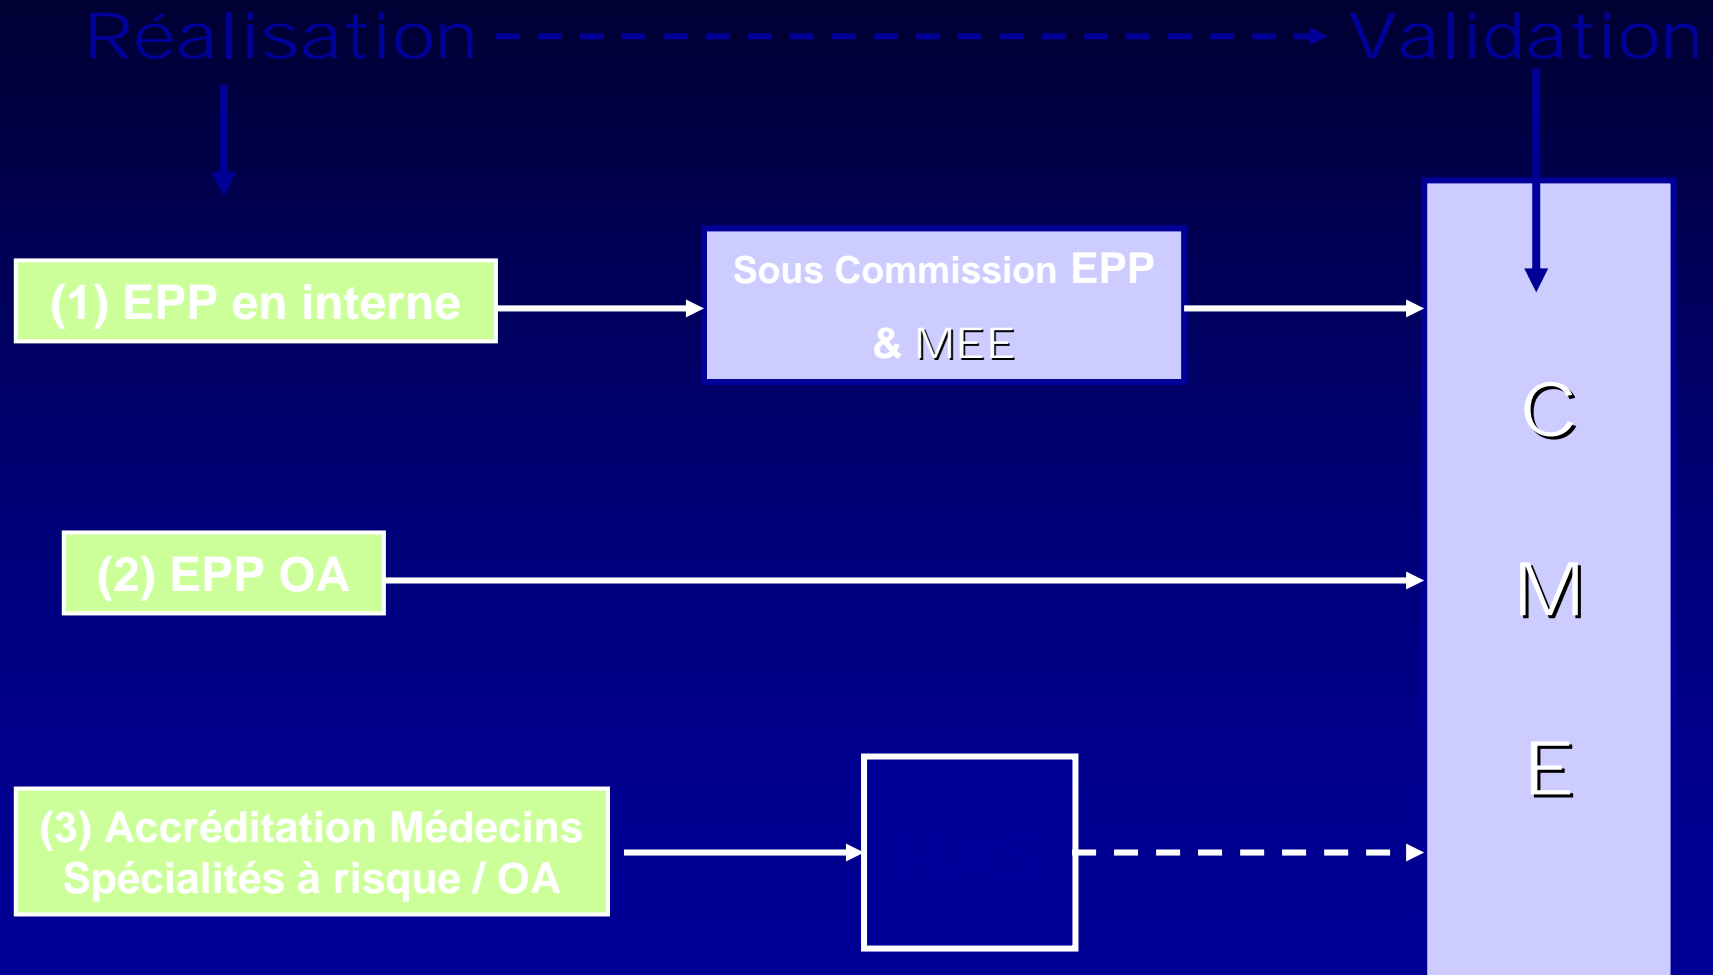 Réalisation
Validation
(1) EPP en interne
Sous Commission EPP
& MEE
(2) EPP OA
(3) Accréditation Médecins
Spécialités à risque / OA
C
M
E